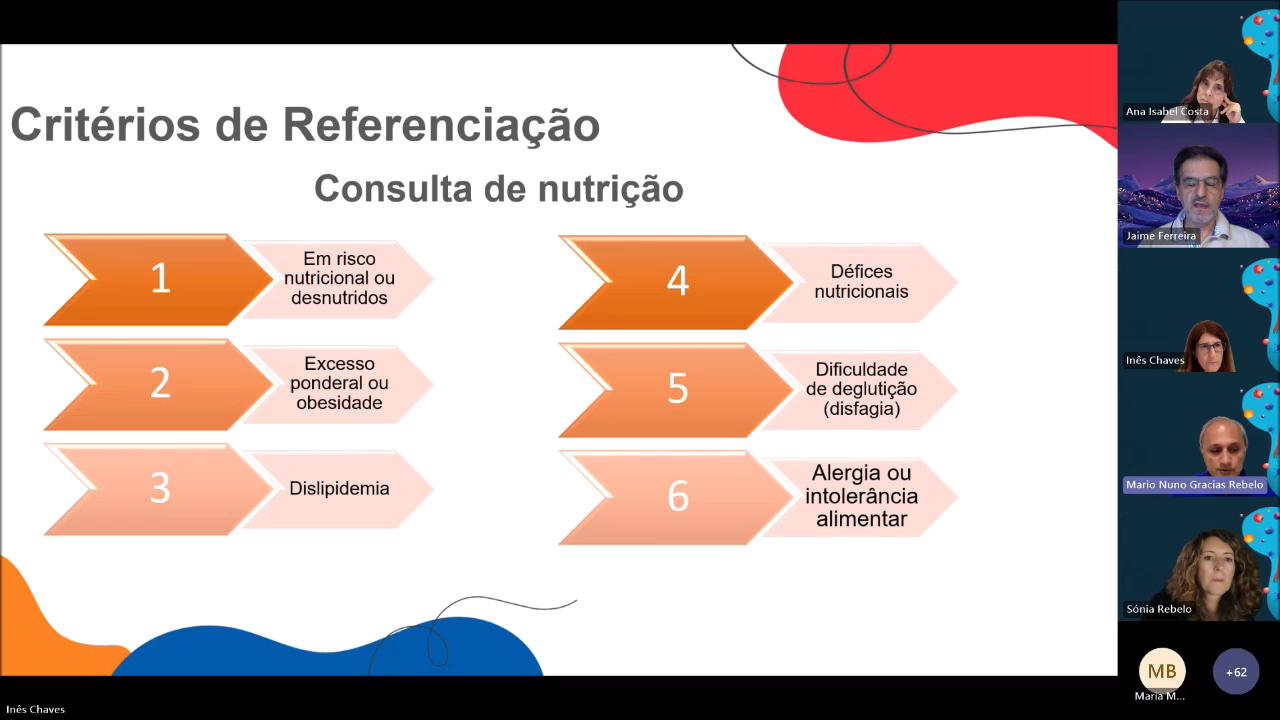 Critérios de Referenciação
Consulta de nutrição
1
Em risco
nutricional ou
desnutridos
2
Excesso
ponderal ou
obesidade
3
Dislipidemia
4
Défices
nutricionais
5
Dificuldade
de deglutição
(disfagia)
6
Alergia ou
intolerância
alimentar
Ana Isabel Costa
Jaime Ferreira
Inês Chaves
Mario Nuno Gracias Rebelo
Sónia Rebelo
MB
Maria M...
+62
Inês Chaves